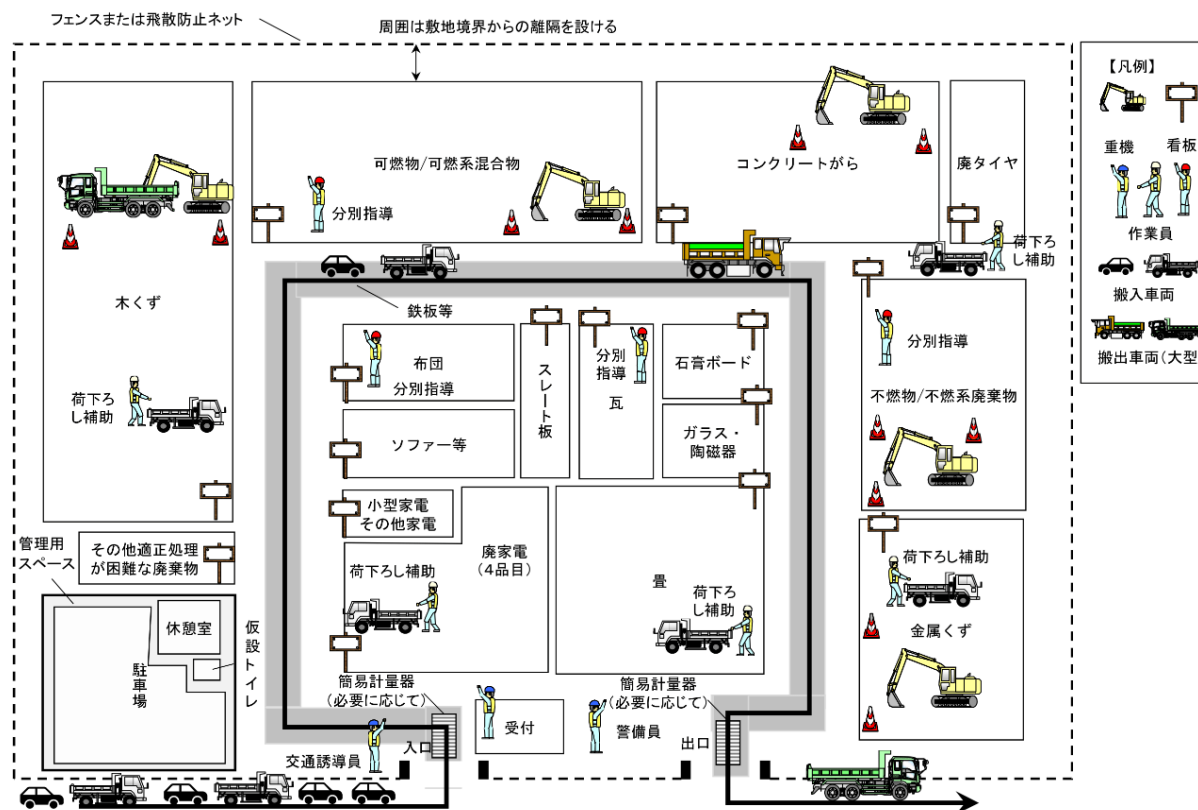 フェンスまたは飛散防止ネット
周囲は敷地境界からの離隔を設ける
【凡例】
重機
看板
作業員
搬入車両
搬出車両(大型
可燃物/可燃系混合物
分別指導
コンクリートがら
廃タイヤ
荷下ろ
し補助
木くず
荷下ろ
し補助
鉄板等
布団
分別指導
スレート板
分別
指導
瓦
石膏ボード
ソファー等
ガラス・
陶磁器
分別指導
不燃物/不燃系廃棄物
小型家電
その他家電
廃家電
(4品目)
荷下ろし補助
畳
荷下ろ
し補助
荷下ろ
し補助
金属くず
管理用
スペース
その他適正処理
が困難な廃棄物
休憩室
駐車場
仮設トイレ
簡易計量器
(必要に応じて)
簡易計量器
(必要に応じて)
交通誘導員
入口
受付
警備員
出口